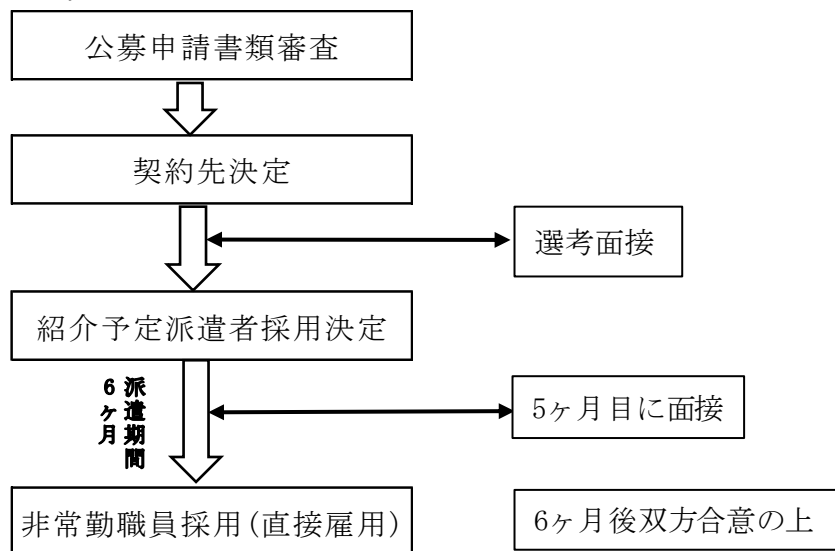 公募申請書類審査
契約先決定
選考面接
紹介予定派遣者採用決定
派遣期間
6ヶ月
5ヶ月目に面接
非常勤職員採用(直接雇用)
6ヶ月後双方合意の上